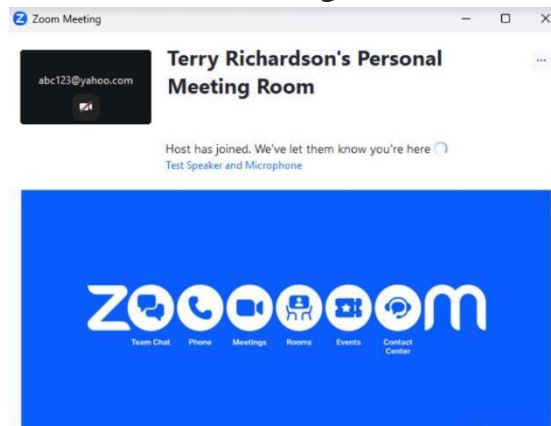 Zoom Meeting
abc123@yahoo.com
Terry Richardson's Personal
Meeting Room
Host has joined. We've let them know you're here
Test Speaker and Microphone
zoooooom
Team Chat Phone Meetings Rooms Events Contact
Center